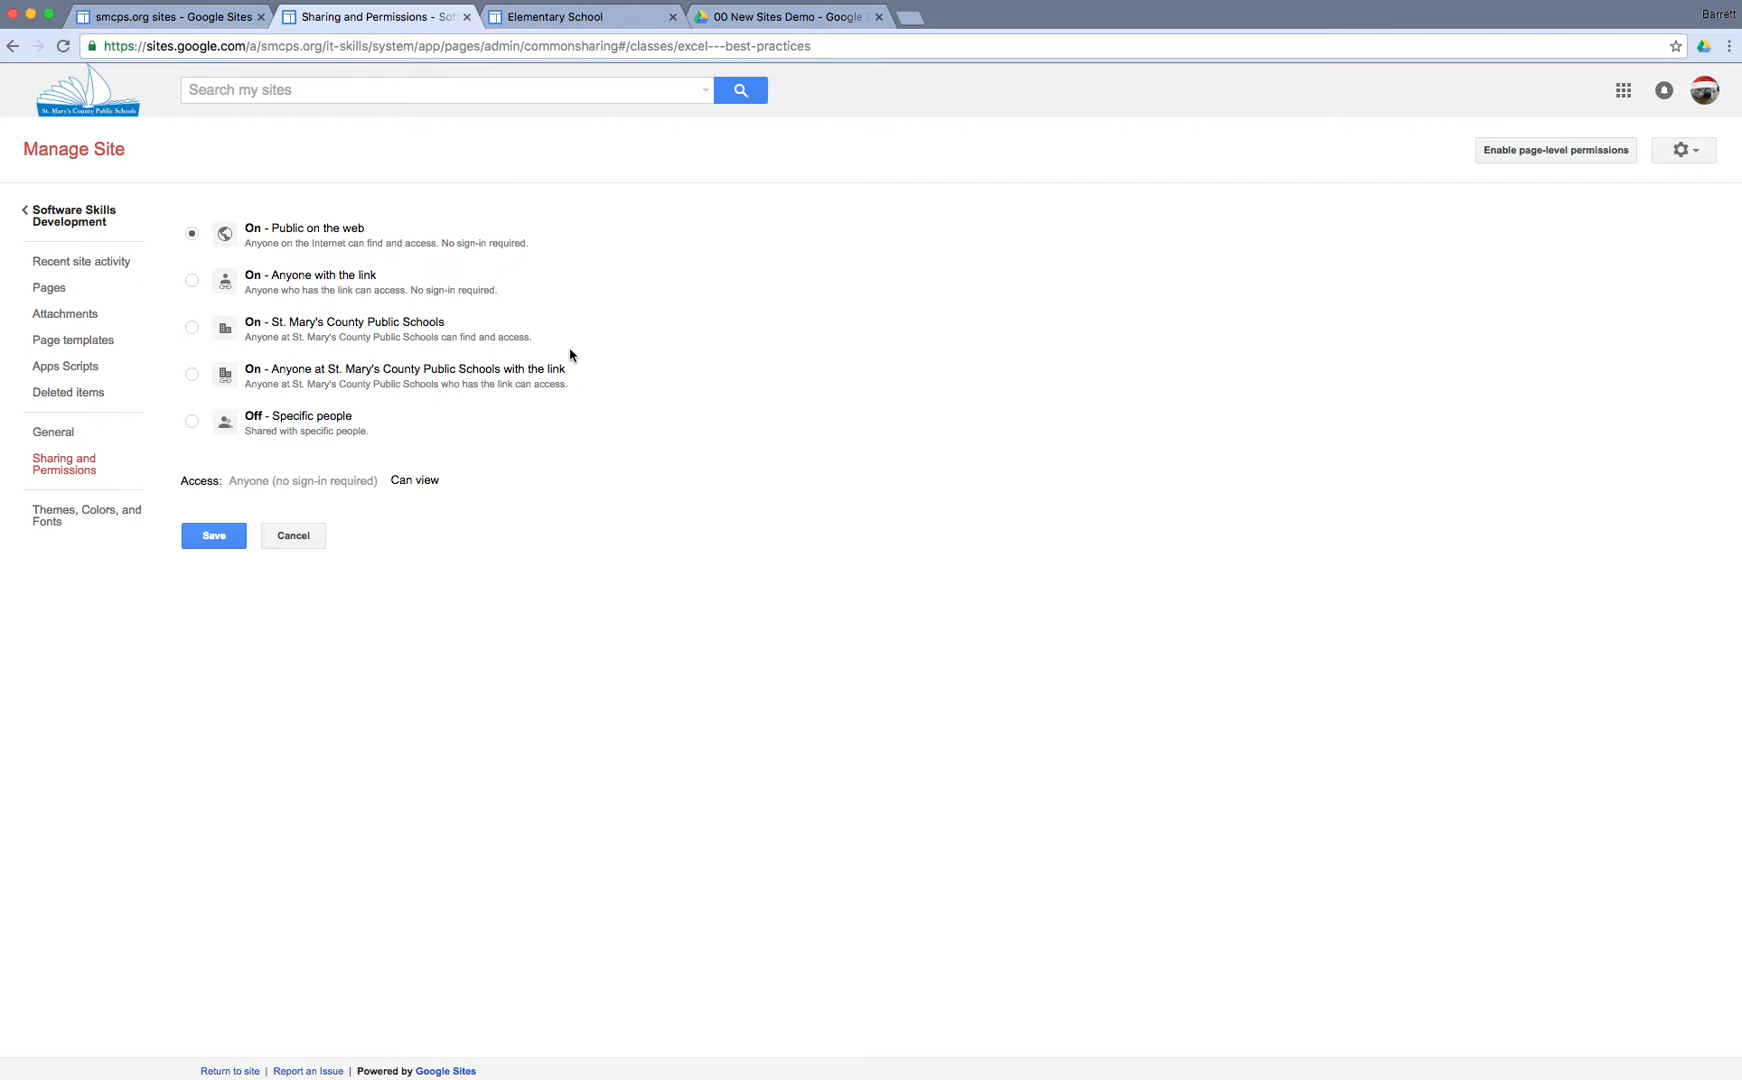 smcps.org sites - Google Sites
Sharing and Permissions - Sof
Elementary School
00 New Sites Demo - Google
Barrett
https://sites.google.com/a/smcps.org/it-skills/system/app/pages/admin/commonsharing#/classes/excel---best-practices
St. Mary's County Public Schools
Search my sites
Manage Site
Enable page-level permissions
Software Skills
Development
Recent site activity
Pages
Attachments
Page templates
Apps Scripts
Deleted items
General
Sharing and
Permissions
Themes, Colors, and
Fonts
On - Public on the web
Anyone on the Internet can find and access. No sign-in required.
On - Anyone with the link
Anyone who has the link can access. No sign-in required.
On - St. Mary's County Public Schools
Anyone at St. Mary's County Public Schools can find and access.
On - Anyone at St. Mary's County Public Schools with the link
Anyone at St. Mary's County Public Schools who has the link can access.
Off - Specific people
Shared with specific people.
Access: Anyone (no sign-in required) Can view
Save Cancel
Return to site | Report an Issue | Powered by Google Sites